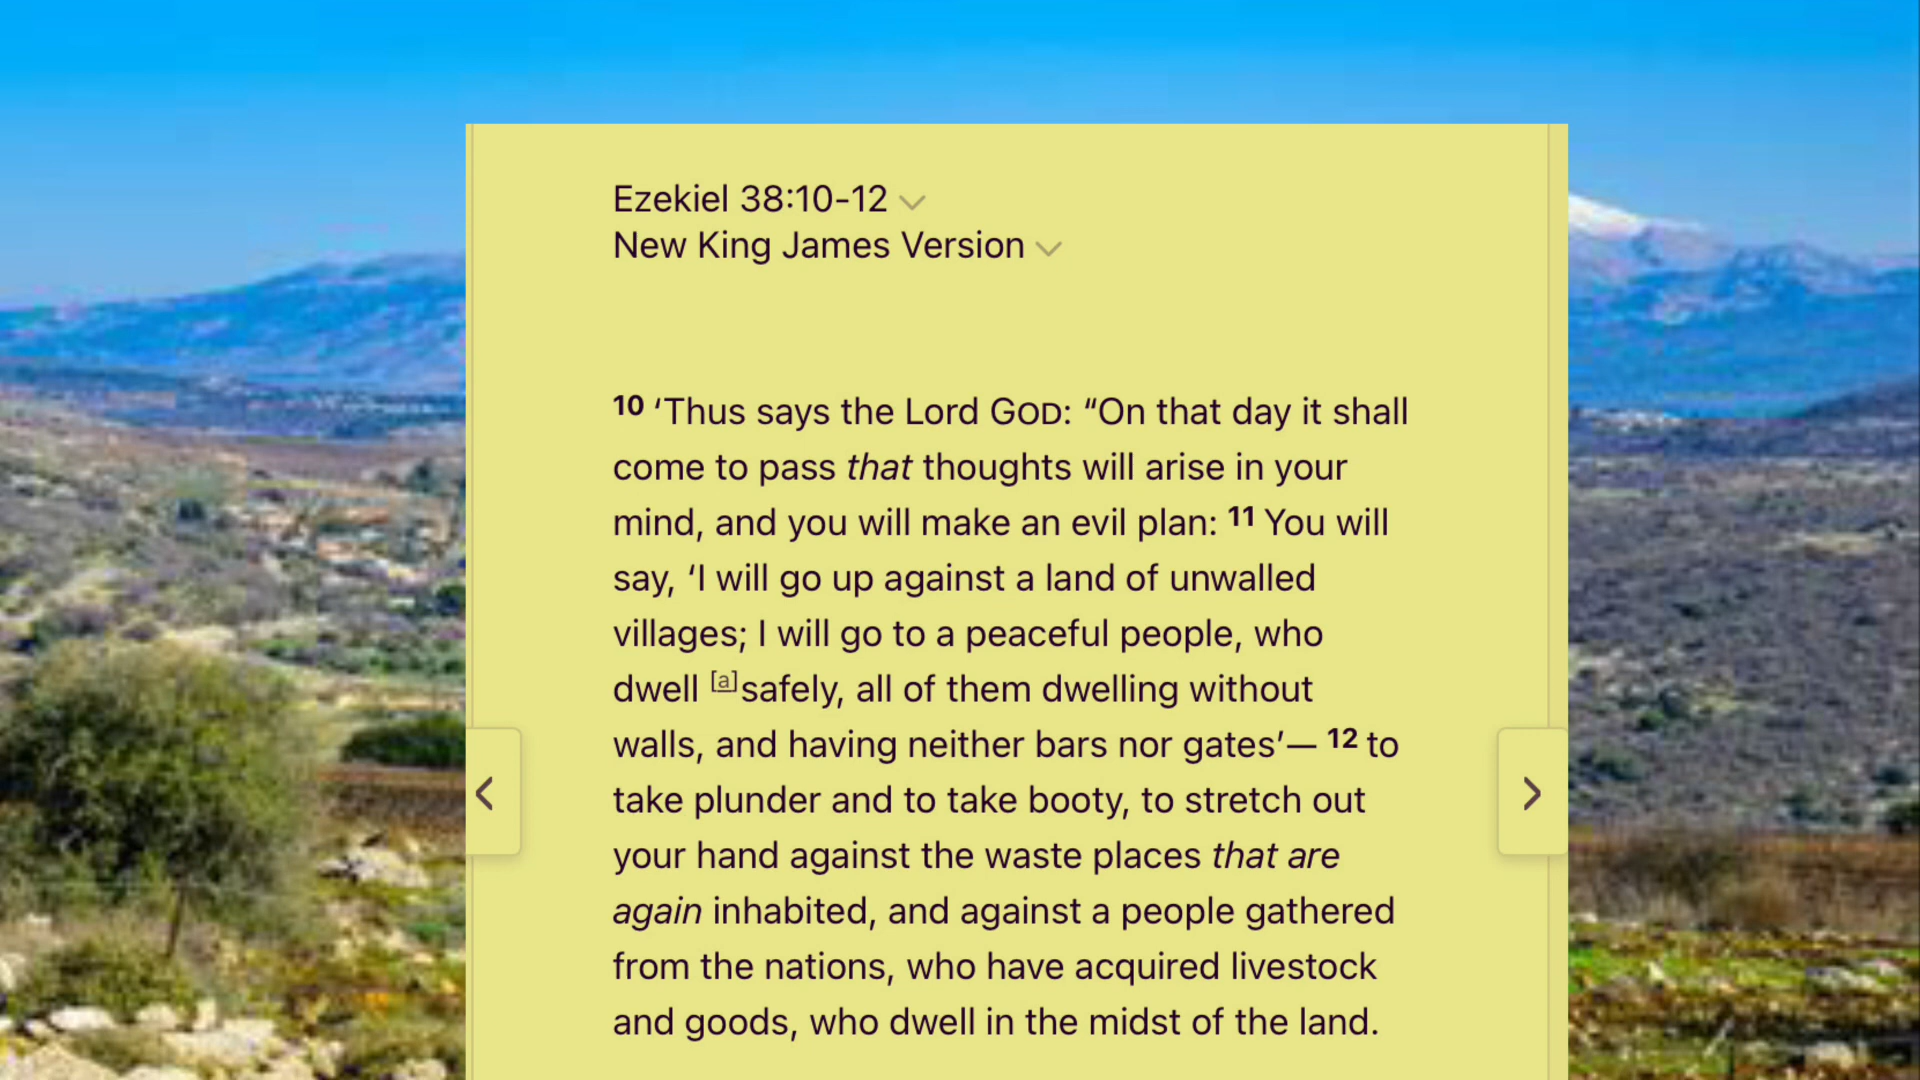 Ezekiel 38:10-12
New King James Version
10 ‘Thus says the Lord GOD: “On that day it shall
come to pass that thoughts will arise in your
mind, and you will make an evil plan: 11 You will
say, ‘I will go up against a land of unwalled
villages; I will go to a peaceful people, who
dwell [a]safely, all of them dwelling without
walls, and having neither bars nor gates’— 12 to
take plunder and to take booty, to stretch out
your hand against the waste places that are
again inhabited, and against a people gathered
from the nations, who have acquired livestock
and goods, who dwell in the midst of the land.